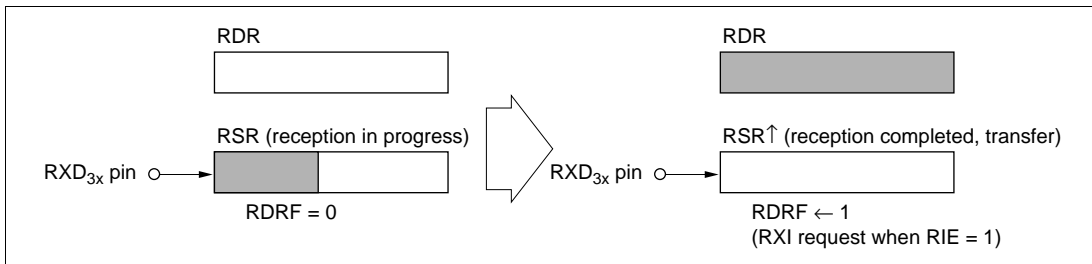 RDR
RSR (reception in progress)
RXD3x pin
RDRF = 0
RDR
RSR↑ (reception completed, transfer)
RXD3x pin
RDRF ← 1
(RXI request when RIE = 1)